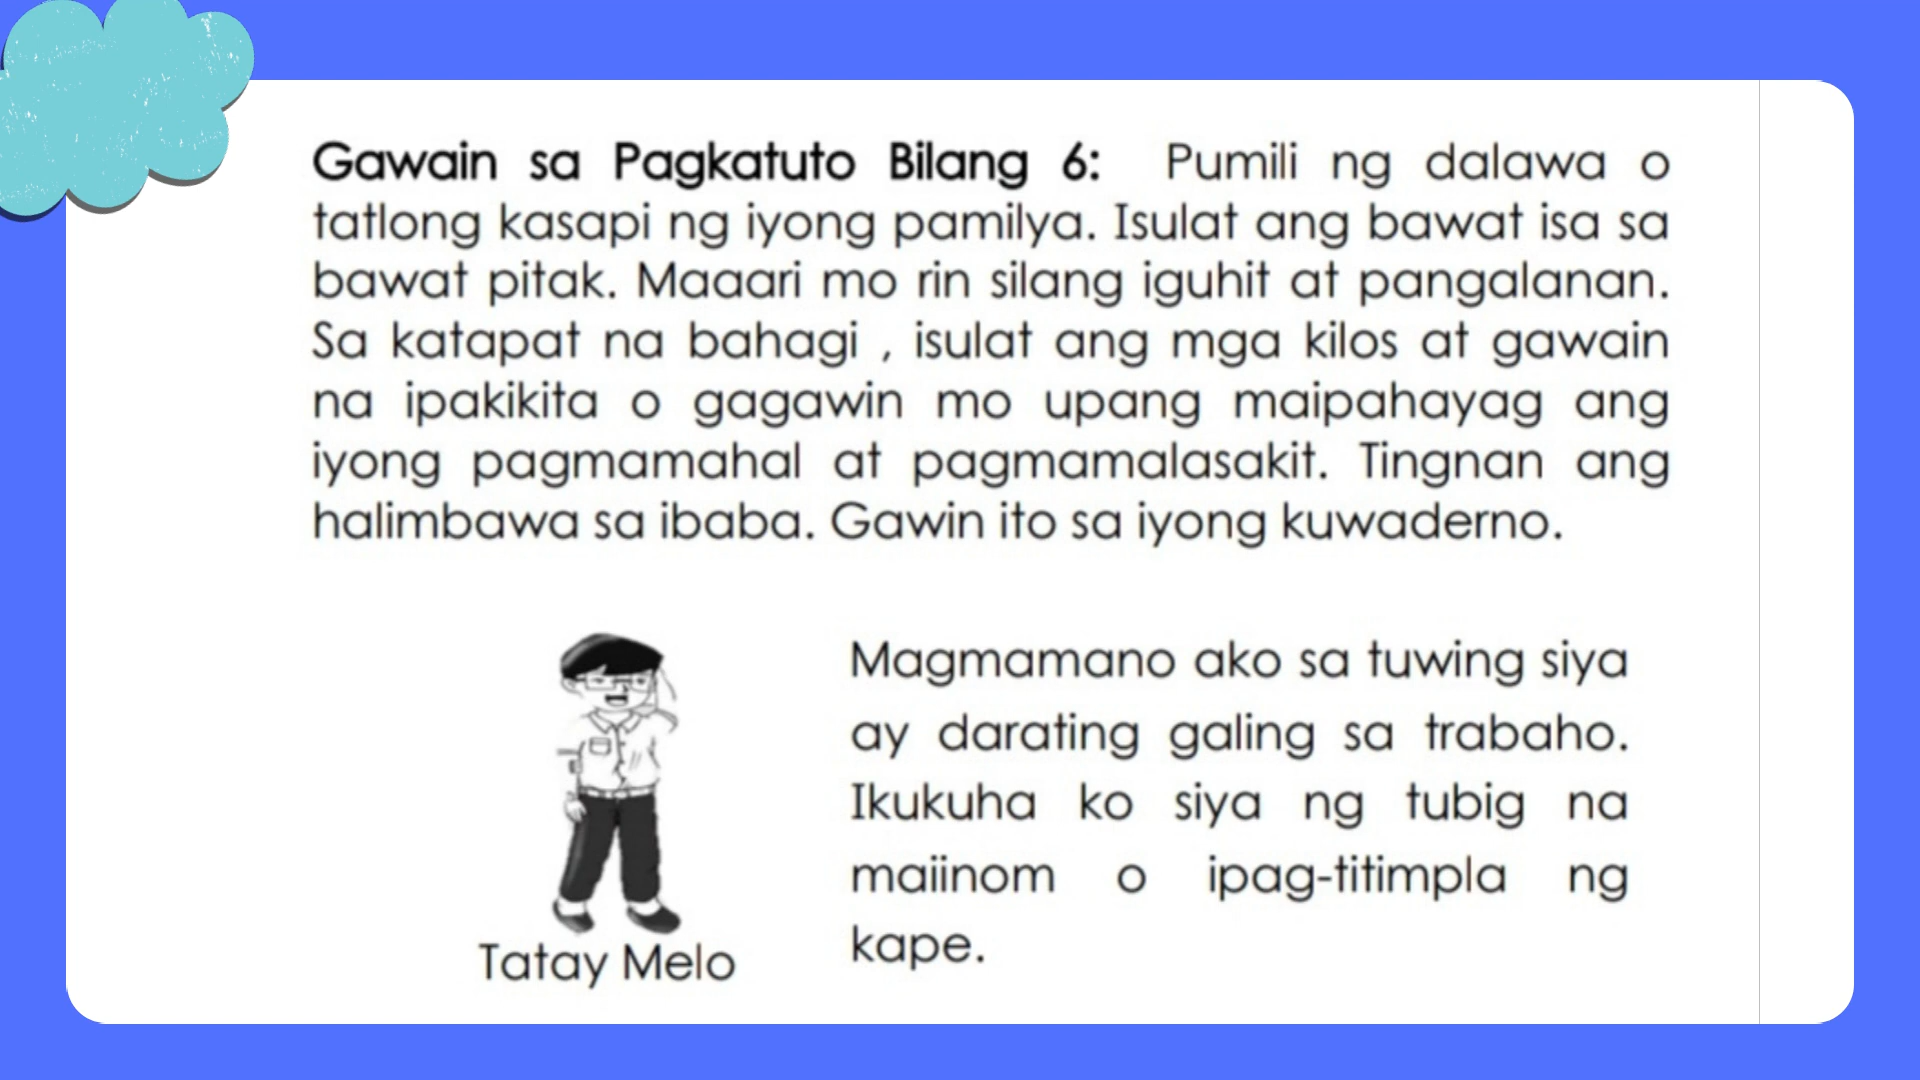 Gawain sa Pagkatuto Bilang 6: Pumili ng dalawa o
tatlong kasapi ng iyong pamilya. Isulat ang bawat isa sa
bawat pitak. Maaari mo rin silang iguhit at pangalanan.
Sa katapat na bahagi , isulat ang mga kilos at gawain
na ipakikita o gagawin mo upang maipahayag ang
iyong pagmamahal at pagmamalasakit. Tingnan ang
halimbawa sa ibaba. Gawin ito sa iyong kuwaderno.
Magmamano ako sa tuwing siya
ay darating galing sa trabaho.
Ikukuha ko siya ng tubig na
maiinom o ipag-titimpla ng
kape.
Tatay Melo